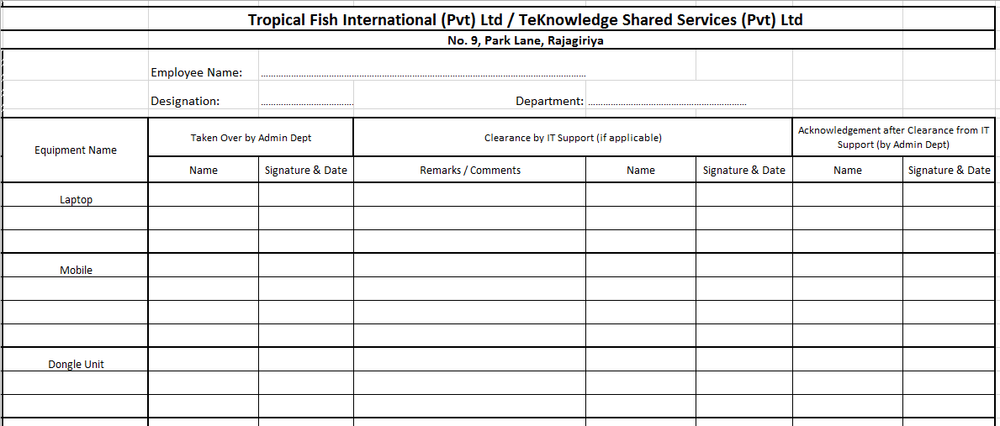 Tropical Fish International (Pvt) Ltd / TeKnowledge Shared Services (Pvt) Ltd
No. 9, Park Lane, Rajagiriya
Employee Name: ................................................................................................................................
Designation: ..................................... Department: ...............................................................
Equipment Name
Taken Over by Admin Dept
Clearance by IT Support (if applicable)
Acknowledgement after Clearance from IT
Support (by Admin Dept)
Name Signature & Date Remarks / Comments Name Signature & Date Name Signature & Date
Laptop
Mobile
Dongle Unit